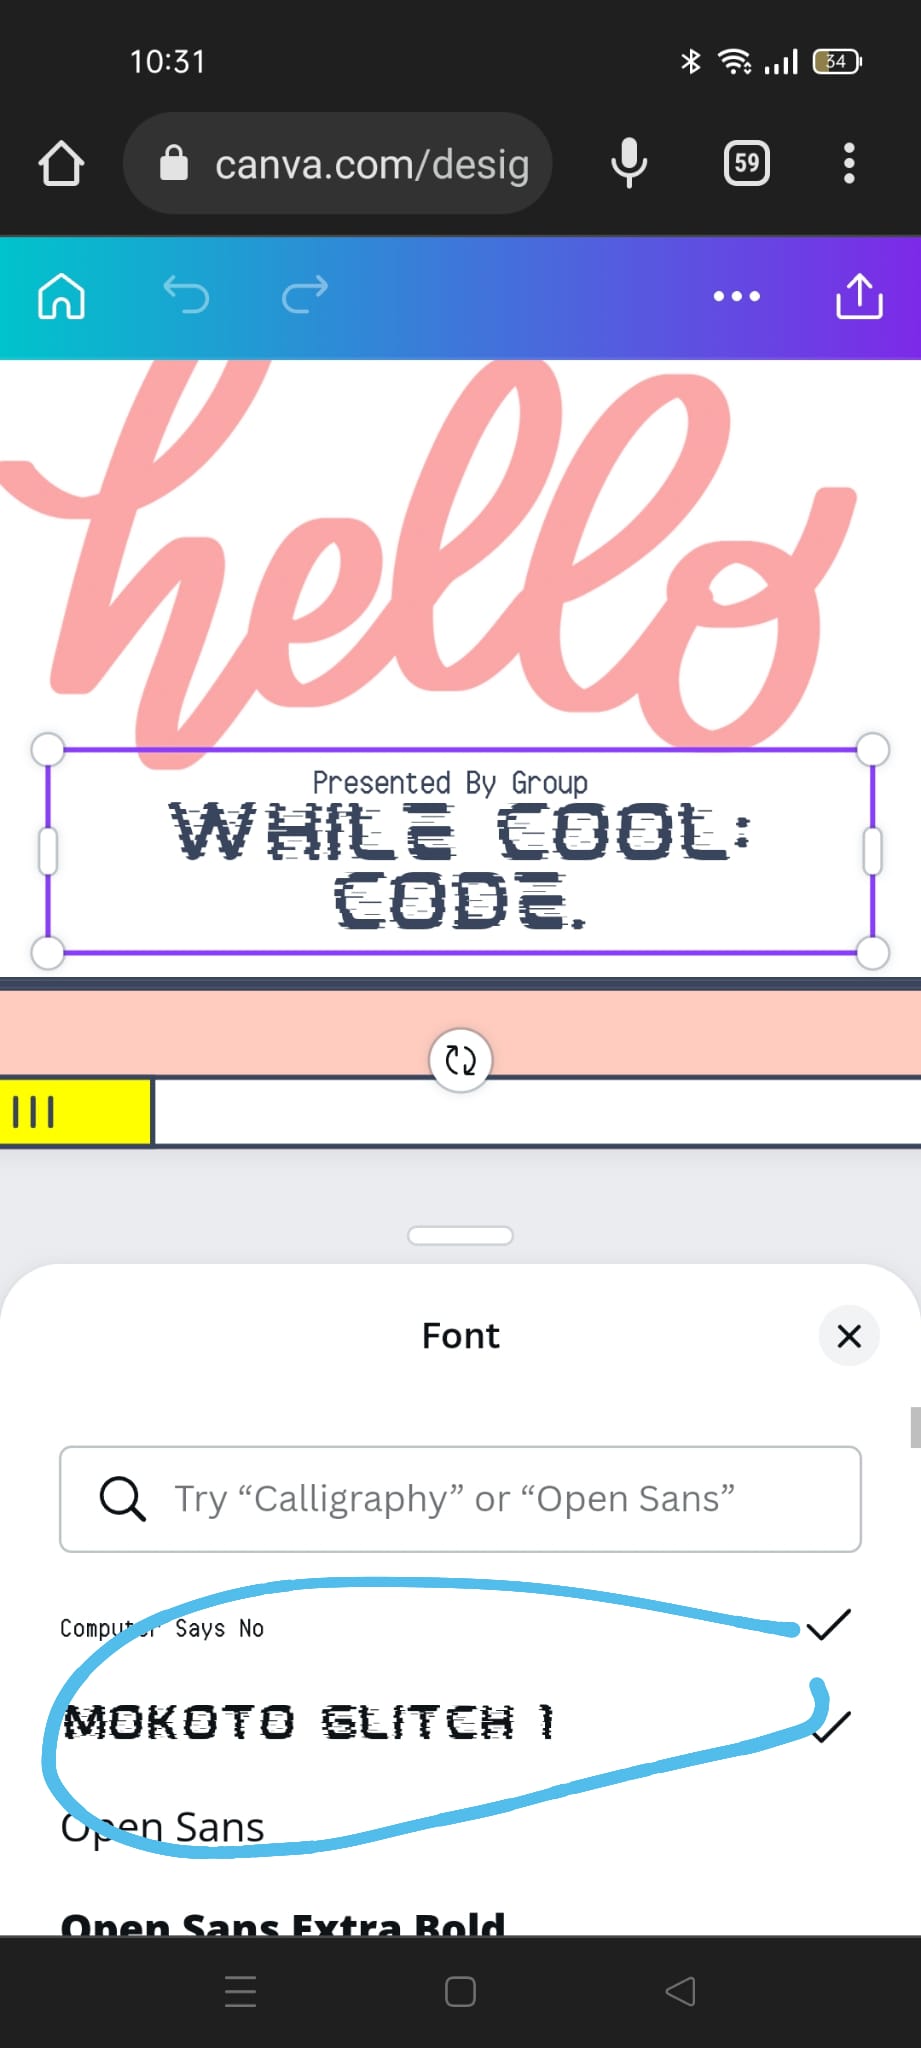 10:31
34
canva.com/desig
59
hello
Presented By Group
WHILE COOL:
CODE.
Font
Try “Calligraphy” or “Open Sans”
Computer Says No
MOKOTO GLITCH 1
Open Sans
Open Sans Extra Bold